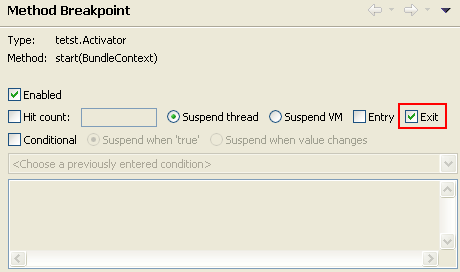 Method Breakpoint
Type: tetst.Activator
Method: start(BundleContext)
Enabled
Hit count: Suspend thread Suspend VM Entry Exit
Conditional Suspend when 'true' Suspend when value changes
<Choose a previously entered condition>